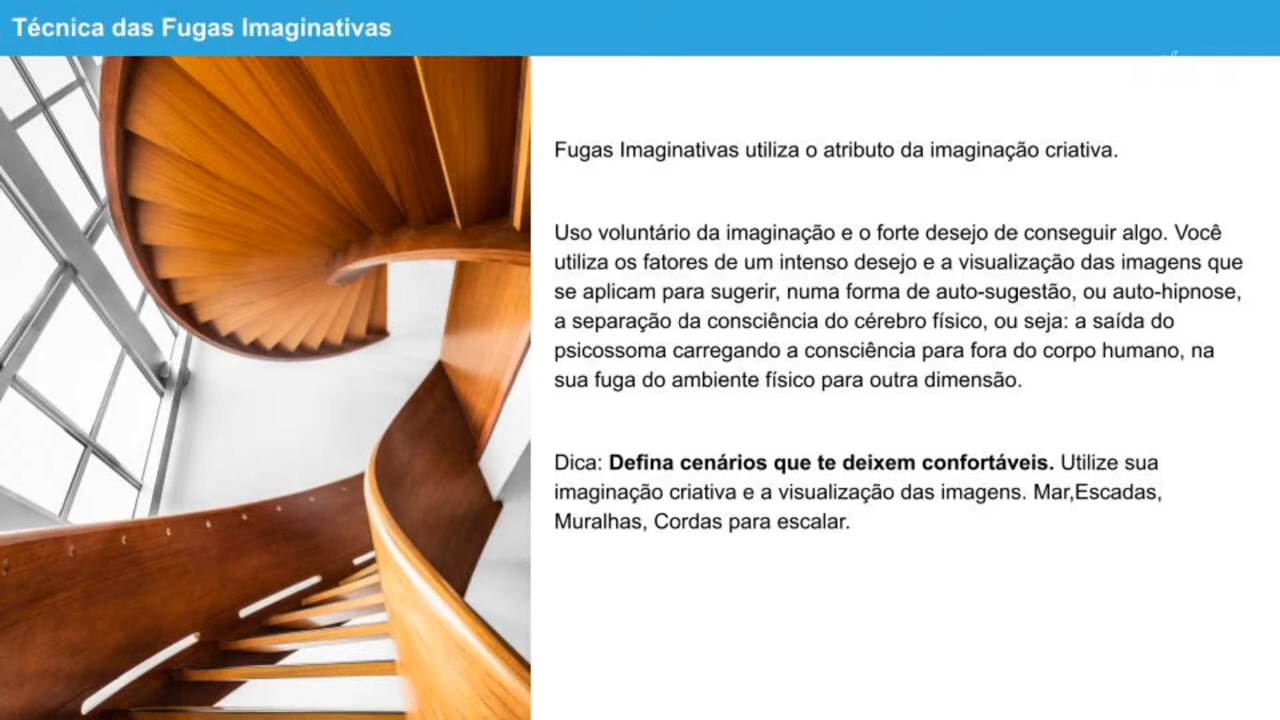 Técnica das Fugas Imaginativas
Fugas Imaginativas utiliza o atributo da imaginação criativa.
Uso voluntário da imaginação e o forte desejo de conseguir algo. Você
utiliza os fatores de um intenso desejo e a visualização das imagens que
se aplicam para sugerir, numa forma de auto-sugestão, ou auto-hipnose,
a separação da consciência do cérebro físico, ou seja: a saída do
psicossoma carregando a consciência para fora do corpo humano, na
sua fuga do ambiente físico para outra dimensão.
Dica: Defina cenários que te deixem confortáveis. Utilize sua
imaginação criativa e a visualização das imagens. Mar,Escadas,
Muralhas, Cordas para escalar.